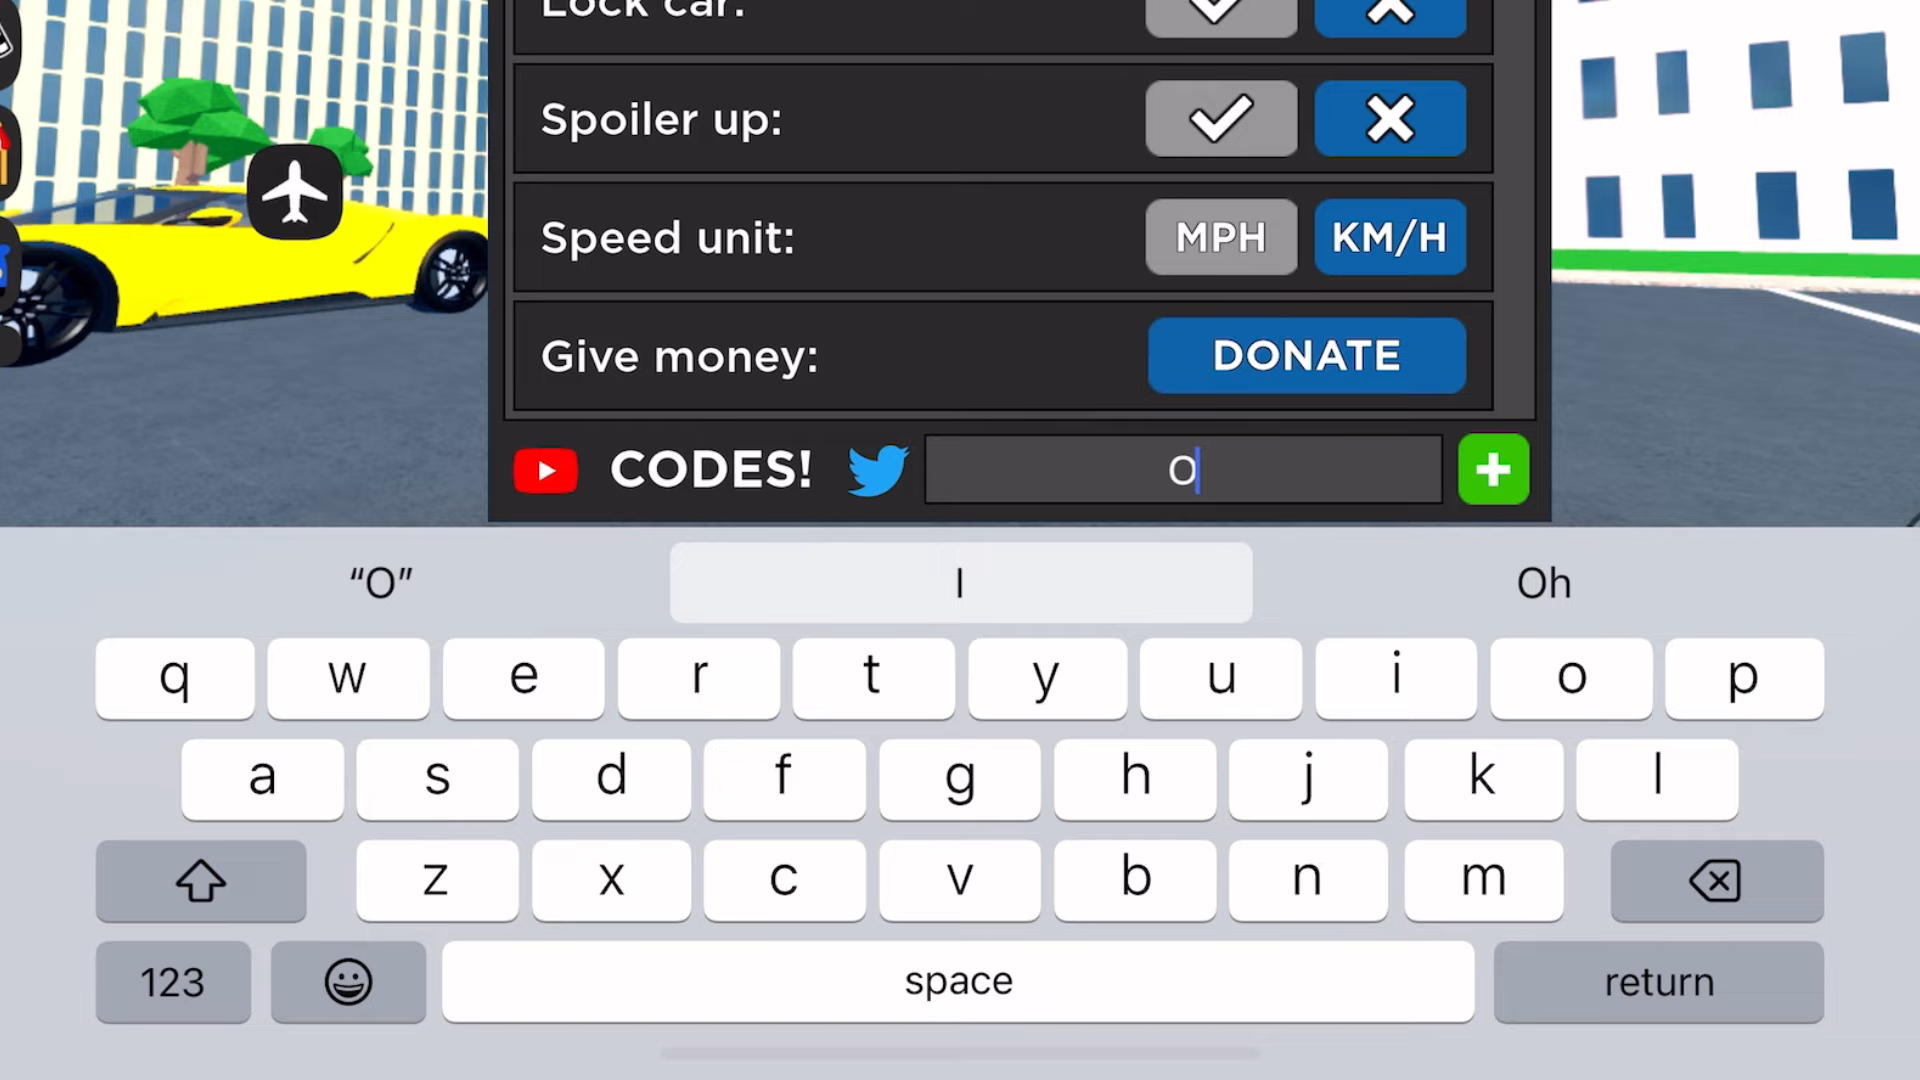 Lock car:
Spoiler up:
Speed unit: MPH KM/H
Give money: DONATE
CODES! O
“O” I Oh
q w e r t y u i o p
a s d f g h j k l
z x c v b n m
123 space return